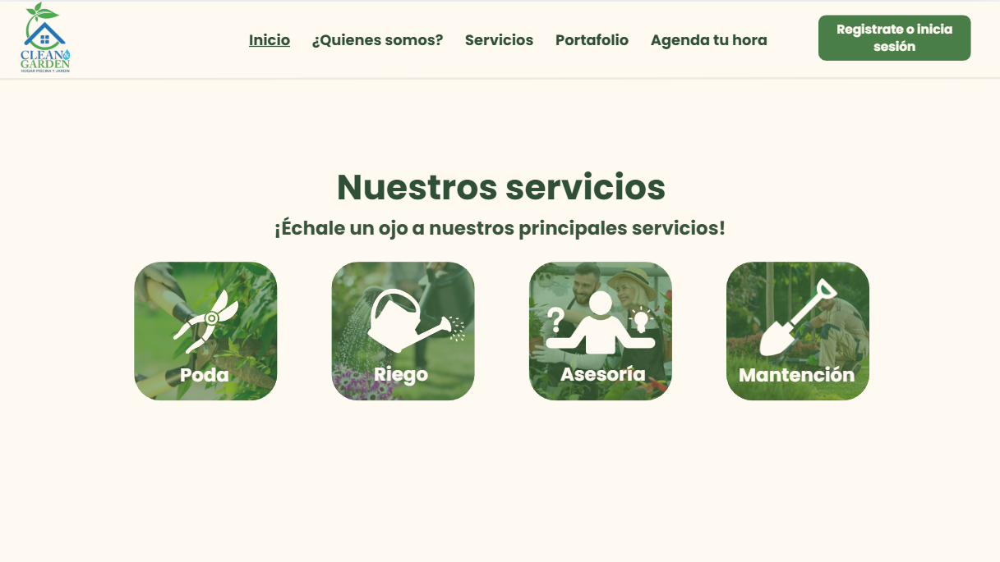 CLEAN
GARDEN
HOGAR PISCINA Y JARDIN
Inicio
¿Quienes somos?
Servicios
Portafolio
Agenda tu hora
Registrate o inicia
sesión
Nuestros servicios
¡Échale un ojo a nuestros principales servicios!
Poda
Riego
?
Asesoría
Mantención